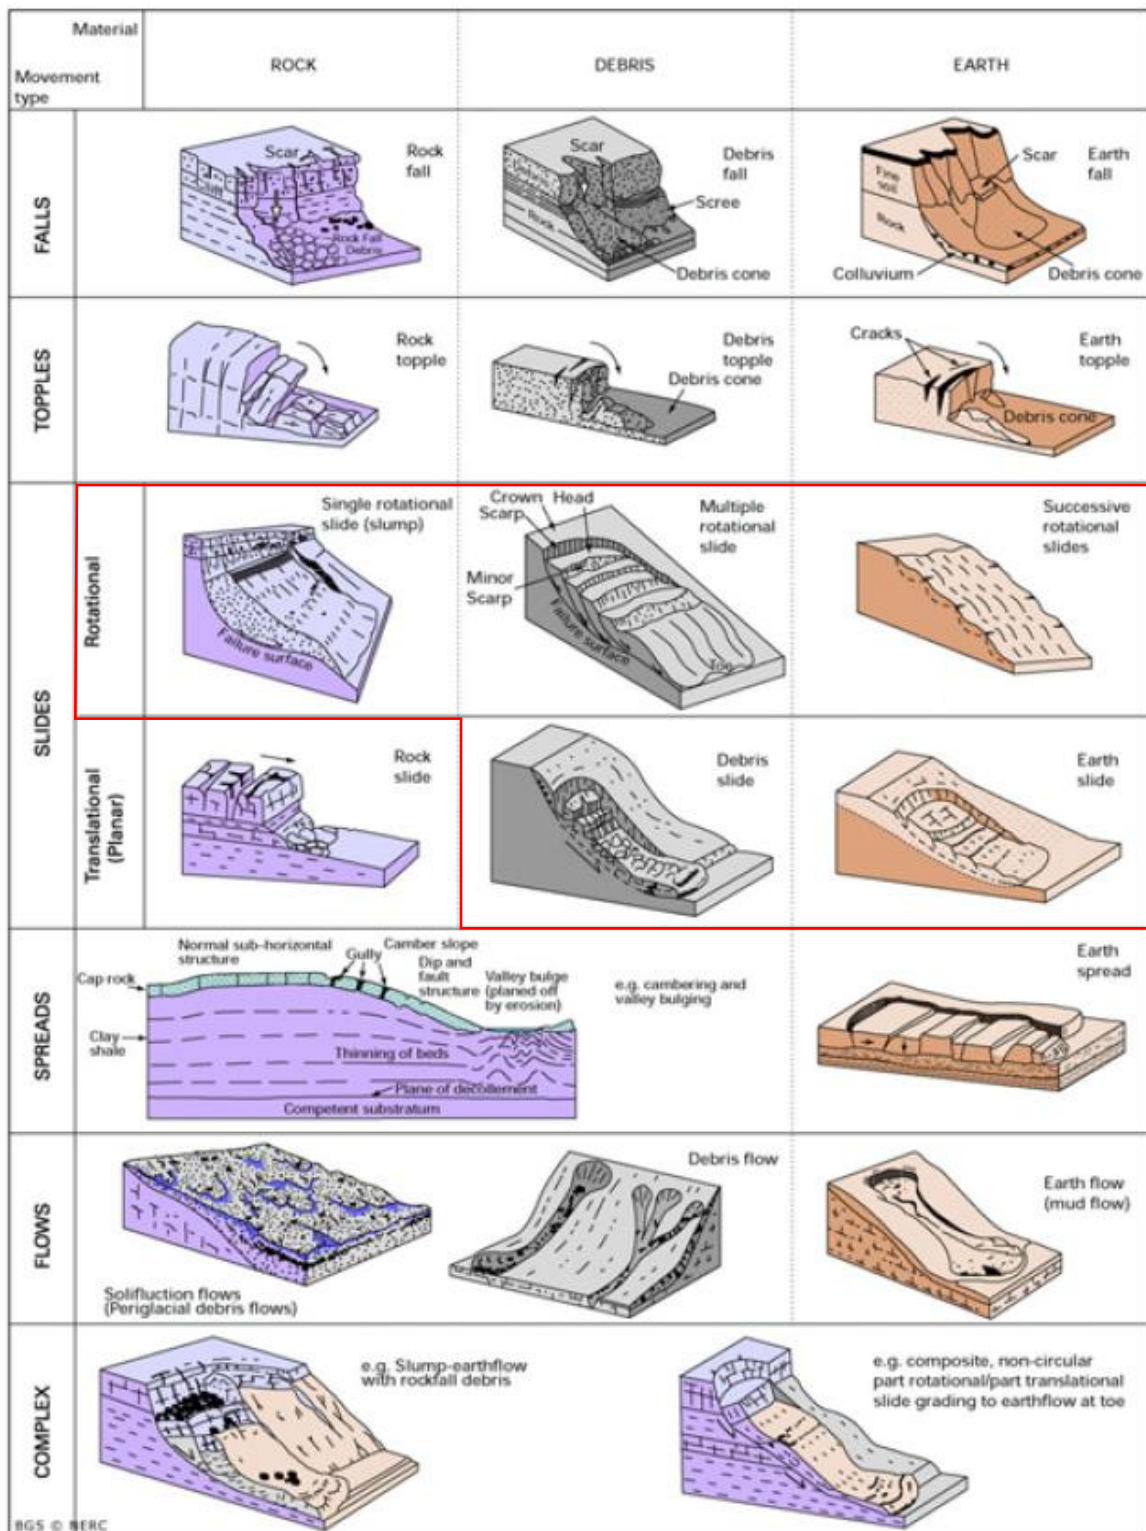 Material
Movement
type
ROCK
DEBRIS
EARTH
FALLS
Scar
Rock
fall
Rock Fall
Debris
Scar
Debris
fall
Scree
Rock
Debris cone
Scar
Earth
fall
Fine
soil
Rock
Colluvium
Debris cone
TOPPLES
Rock
topple
Debris
topple
Debris cone
Cracks
Earth
topple
Debris cone
SLIDES
Rotational
Single rotational
slide (slump)
Failure surface
Crown
Head
Scarp
Multiple
rotational
slide
Minor
Scarp
Failure surface
Toe
Successive
rotational
slides
Translational
(Planar)
Rock
slide
Debris
slide
Earth
slide
SPREADS
Normal sub-horizontal
structure
Camber slope
Gully
Dip and
fault
structure
Valley bulge
(planed off
by erosion)
Cap rock
Clay
shale
Thinning of beds
Plane of decollement
Competent substratum
e.g. cambering and
valley bulging
Earth
spread
FLOWS
Solifluction flows
(Periglacial debris flows)
Debris flow
Earth flow
(mud flow)
COMPLEX
e.g. Slump-earthflow
with rockfall debris
e.g. composite, non-circular
part rotational/part translational
slide grading to earthflow at toe
BGS © NERC